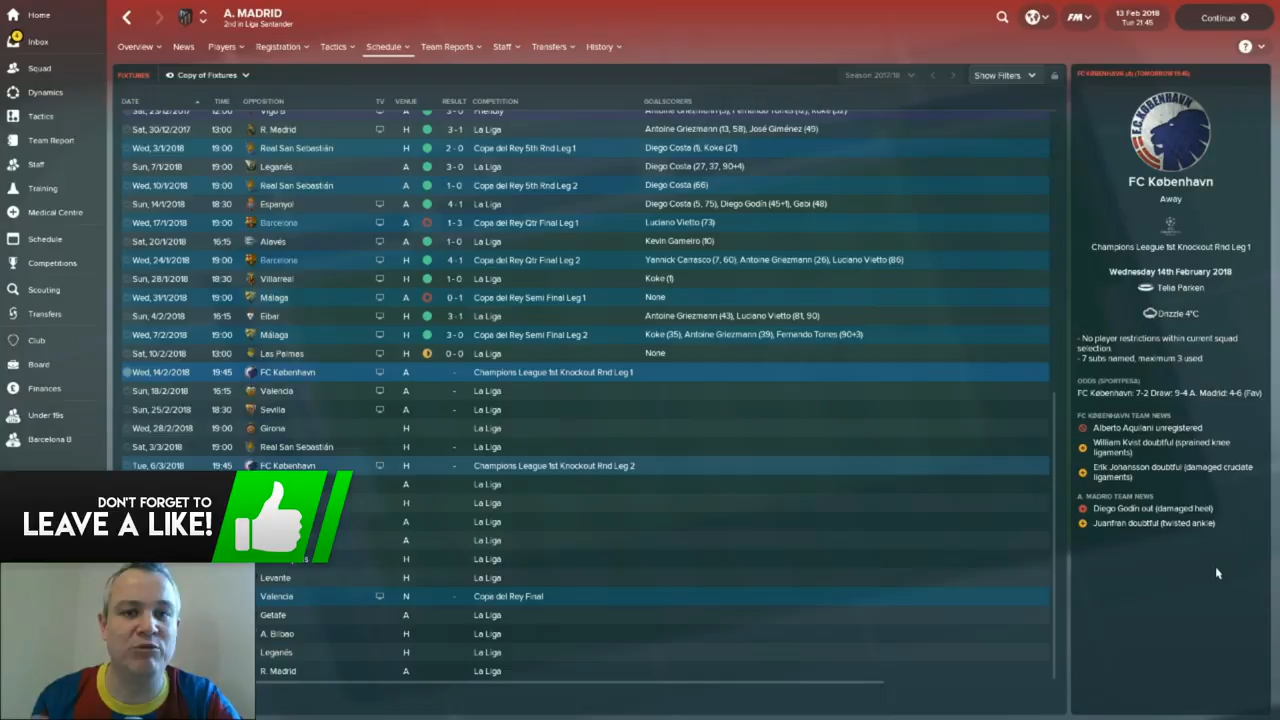 Home
Inbox
4
Squad
Dynamics
Tactics
Team Report
Staff
Training
Medical Centre
Schedule
Competitions
Scouting
Transfers
Club
Board
Finances
Under 19s
Barcelona B
A. MADRID
2nd in Liga Santander
FM
13 Feb 2018
Tue 21:45
Continue
Overview
News
Players
Registration
Tactics
Schedule
Team Reports
Staff
Transfers
History
?
FIXTURES
Copy of Fixtures
Season 2017/18
Show Filters
DATE TIME OPPOSITION TV VENUE RESULT COMPETITION GOALSCORERS
Sat, 30/12/2017 13:00 R. Madrid H 3-1 La Liga Antoine Griezmann (13, 58), José Giménez (49)
Wed, 3/1/2018 19:00 Real San Sebastián H 2-0 Copa del Rey 5th Rnd Leg 1 Diego Costa (1), Koke (21)
Sun, 7/1/2018 19:00 Leganés A 3-0 La Liga Diego Costa (27, 37, 90+4)
Wed, 10/1/2018 19:00 Real San Sebastián A 1-0 Copa del Rey 5th Rnd Leg 2 Diego Costa (66)
Sun, 14/1/2018 18:30 Espanyol A 4-1 La Liga Diego Costa (5, 75), Diego Godín (45+1), Gabi (48)
Wed, 17/1/2018 19:00 Barcelona A 1-3 Copa del Rey Qtr Final Leg 1 Luciano Vietto (73)
Sat, 20/1/2018 16:15 Alavés A 1-0 La Liga Kevin Gameiro (10)
Wed, 24/1/2018 19:00 Barcelona H 4-1 Copa del Rey Qtr Final Leg 2 Yannick Carrasco (7, 60), Antoine Griezmann (26), Luciano Vietto (86)
Sun, 28/1/2018 18:30 Villarreal H 1-0 La Liga Koke (1)
Wed, 31/1/2018 19:00 Málaga A 0-1 Copa del Rey Semi Final Leg 1 None
Sun, 4/2/2018 16:15 Eibar H 3-1 La Liga Antoine Griezmann (43), Luciano Vietto (81, 90)
Wed, 7/2/2018 19:00 Málaga H 3-0 Copa del Rey Semi Final Leg 2 Koke (35), Antoine Griezmann (39), Fernando Torres (90+3)
Sat, 10/2/2018 13:00 Las Palmas H 0-0 La Liga None
Wed, 14/2/2018 19:45 FC København A - Champions League 1st Knockout Rnd Leg 1
Sun, 18/2/2018 16:15 Valencia A - La Liga
Sun, 25/2/2018 18:30 Sevilla A - La Liga
Wed, 28/2/2018 19:00 Girona H La Liga
Sat, 3/3/2018 19:00 Real San Sebastián H - La Liga
Tue, 6/3/2018 19:45 FC København H - Champions League 1st Knockout Rnd Leg 2
A La Liga
H La Liga
A La Liga
A La Liga
H La Liga
Levante H La Liga
Valencia N - Copa del Rey Final
Getafe A La Liga
A. Bilbao H La Liga
Leganés H La Liga
R. Madrid A La Liga
FC KØBENHAVN (A) (TOMORROW 19:45)
F.C. KØBENHAVN
FC København
Away
Champions League 1st Knockout Rnd Leg 1
Wednesday 14th February 2018
Telia Parken
Drizzle 4°C
- No player restrictions within current squad
selection.
- 7 subs named, maximum 3 used.
ODDS (SPORTPESA)
FC København: 7-2 Draw: 9-4 A. Madrid: 4-6 (Fav)
FC KØBENHAVN TEAM NEWS
Alberto Aquilani unregistered
William Kvist doubtful (sprained knee
ligaments)
Erik Johansson doubtful (damaged cruciate
ligaments)
A. MADRID TEAM NEWS
Diego Godín out (damaged heel)
Juanfran doubtful (twisted ankle)
DON'T FORGET TO
LEAVE A LIKE!